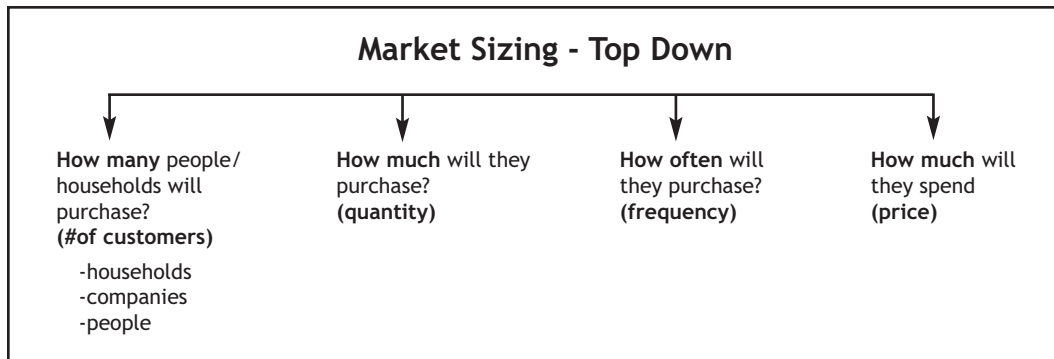 Market Sizing - Top Down
How many people/
households will
purchase?
(#of customers)
-households
-companies
-people
How much will they
purchase?
(quantity)
How often will
they purchase?
(frequency)
How much will
they spend
(price)